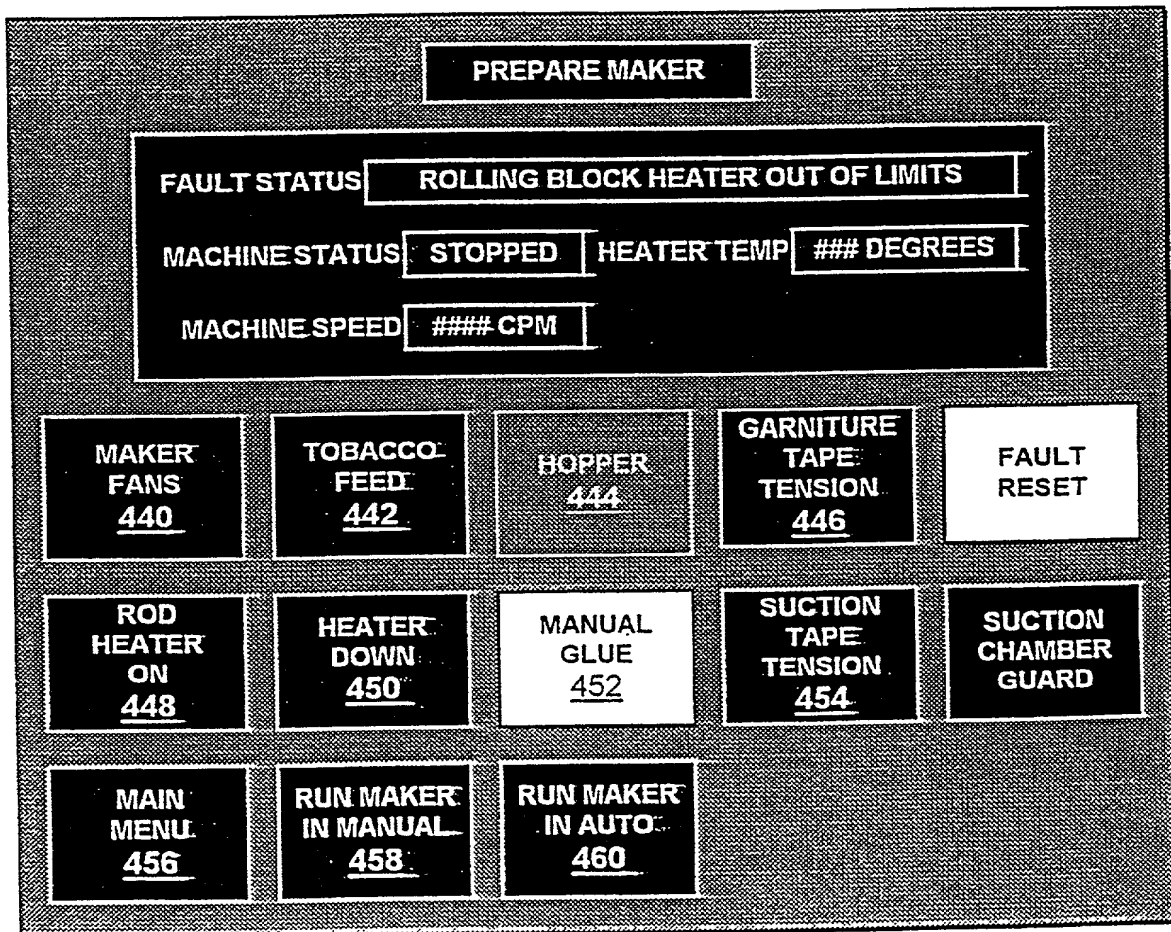 PREPARE MAKER
FAULT STATUS ROLLING BLOCK HEATER OUT OF LIMITS
MACHINE STATUS STOPPED HEATER TEMP ### DEGREES
MACHINE SPEED #### CPM
MAKER
FANS
440
TOBACCO
FEED
442
HOPPER
444
GARNITURE
TAPE
TENSION
446
FAULT
RESET
ROD
HEATER
ON
448
HEATER
DOWN
450
MANUAL
GLUE
452
SUCTION
TAPE
TENSION
454
SUCTION
CHAMBER
GUARD
MAIN
MENU
456
RUN MAKER
IN MANUAL
458
RUN MAKER
IN AUTO
460